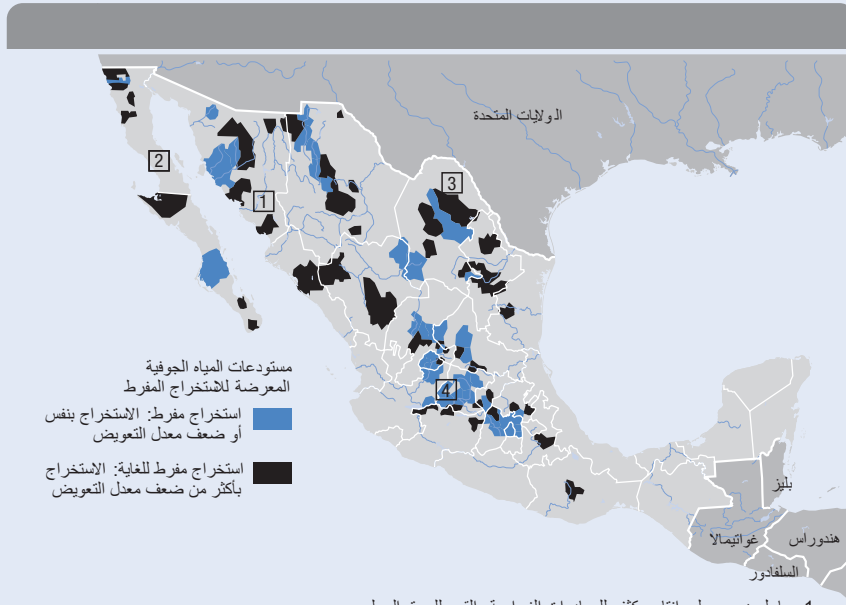 الولايات المتحدة
2
3
1
4
مستودعات المياه الجوفية
المعرضة للاستخراج المفرط
استخراج مفرط: الاستخراج بنفس
أو ضعف معدل التعويض
استخراج مفرط للغاية: الاستخراج
بأكثر من ضعف معدل التعويض
بليز
هندوراس
غواتيمالا
السلفادور